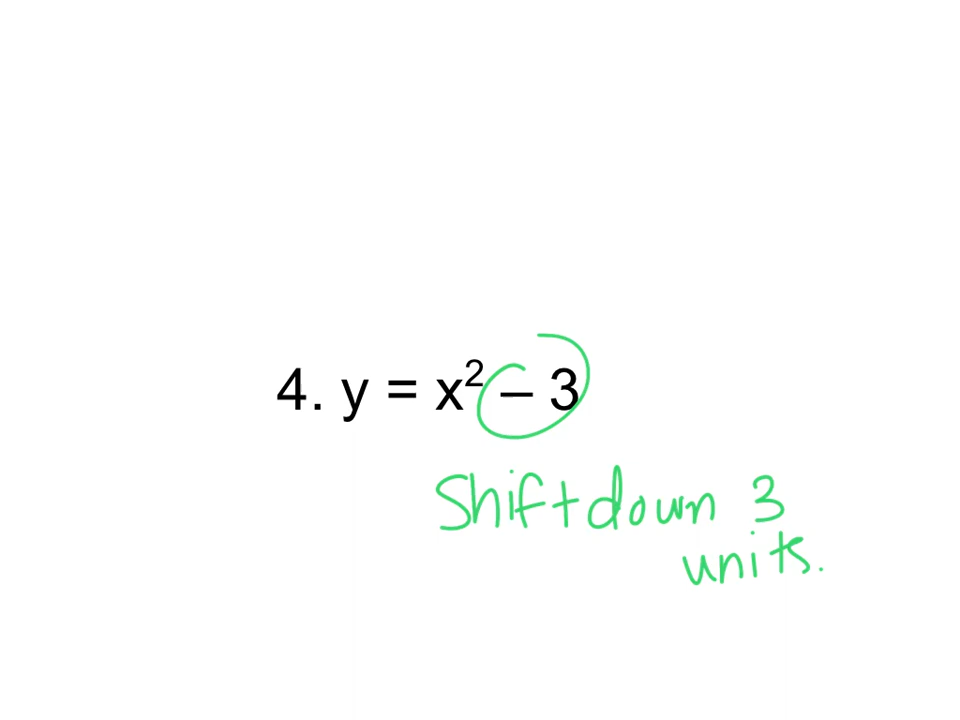 4. y = x² – 3
Shift down 3
units.